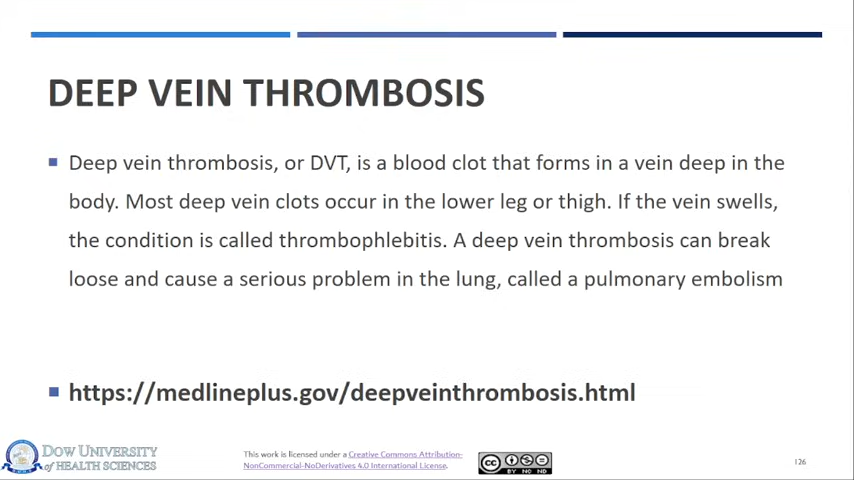 DEEP VEIN THROMBOSIS
Deep vein thrombosis, or DVT, is a blood clot that forms in a vein deep in the
body. Most deep vein clots occur in the lower leg or thigh. If the vein swells,
the condition is called thrombophlebitis. A deep vein thrombosis can break
loose and cause a serious problem in the lung, called a pulmonary embolism
https://medlineplus.gov/deepveinthrombosis.html
DOW UNIVERSITY
of HEALTH SCIENCES
This work is licensed under a Creative Commons Attribution-
NonCommercial-NoDerivatives 4.0 International License.
CC
BY NC ND
126